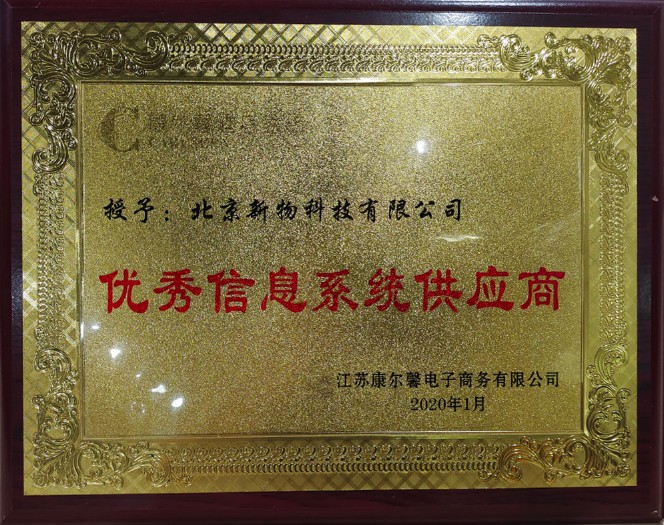 授予：北京新物科技有限公司
优秀信息系统供应商
江苏康尔馨电子商务有限公司
2020年1月